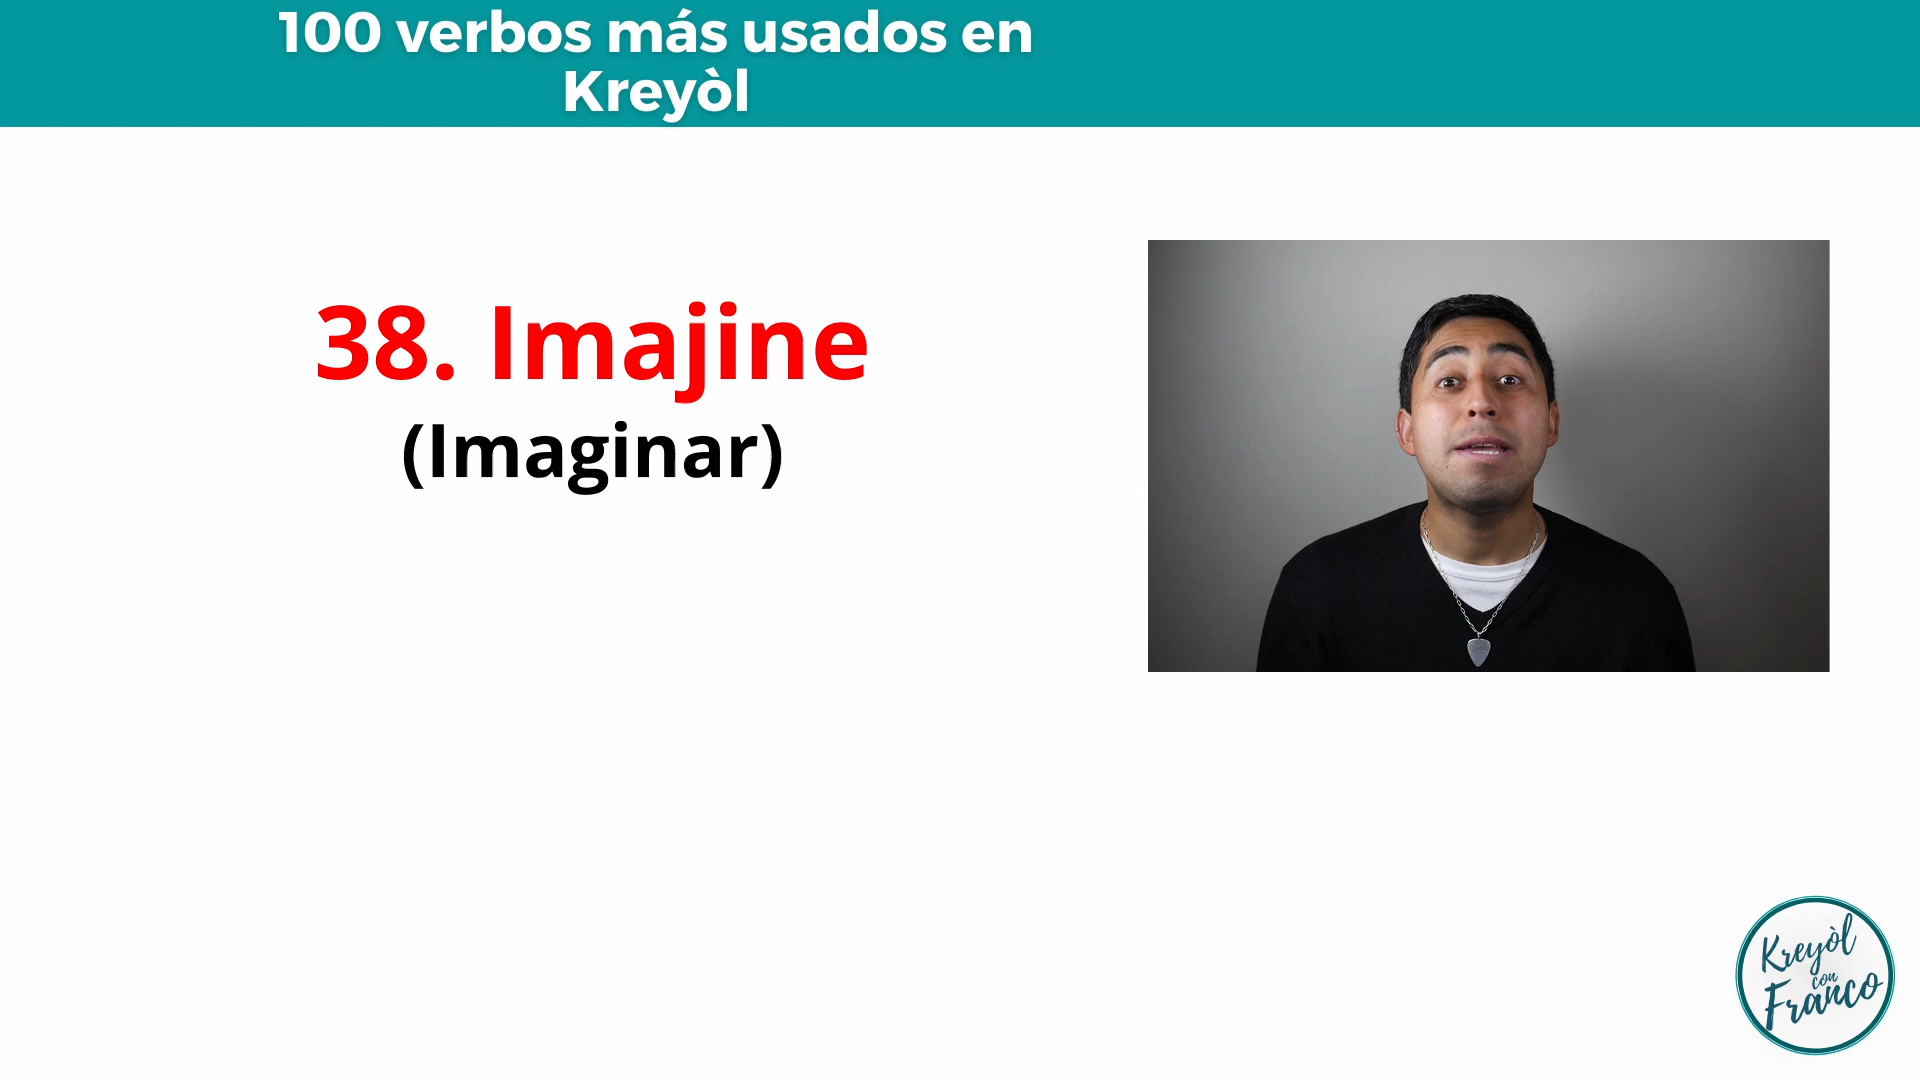 100 verbos más usados en
Kreyòl
38. Imajine
(Imaginar)
Kreyòl
con
Franco